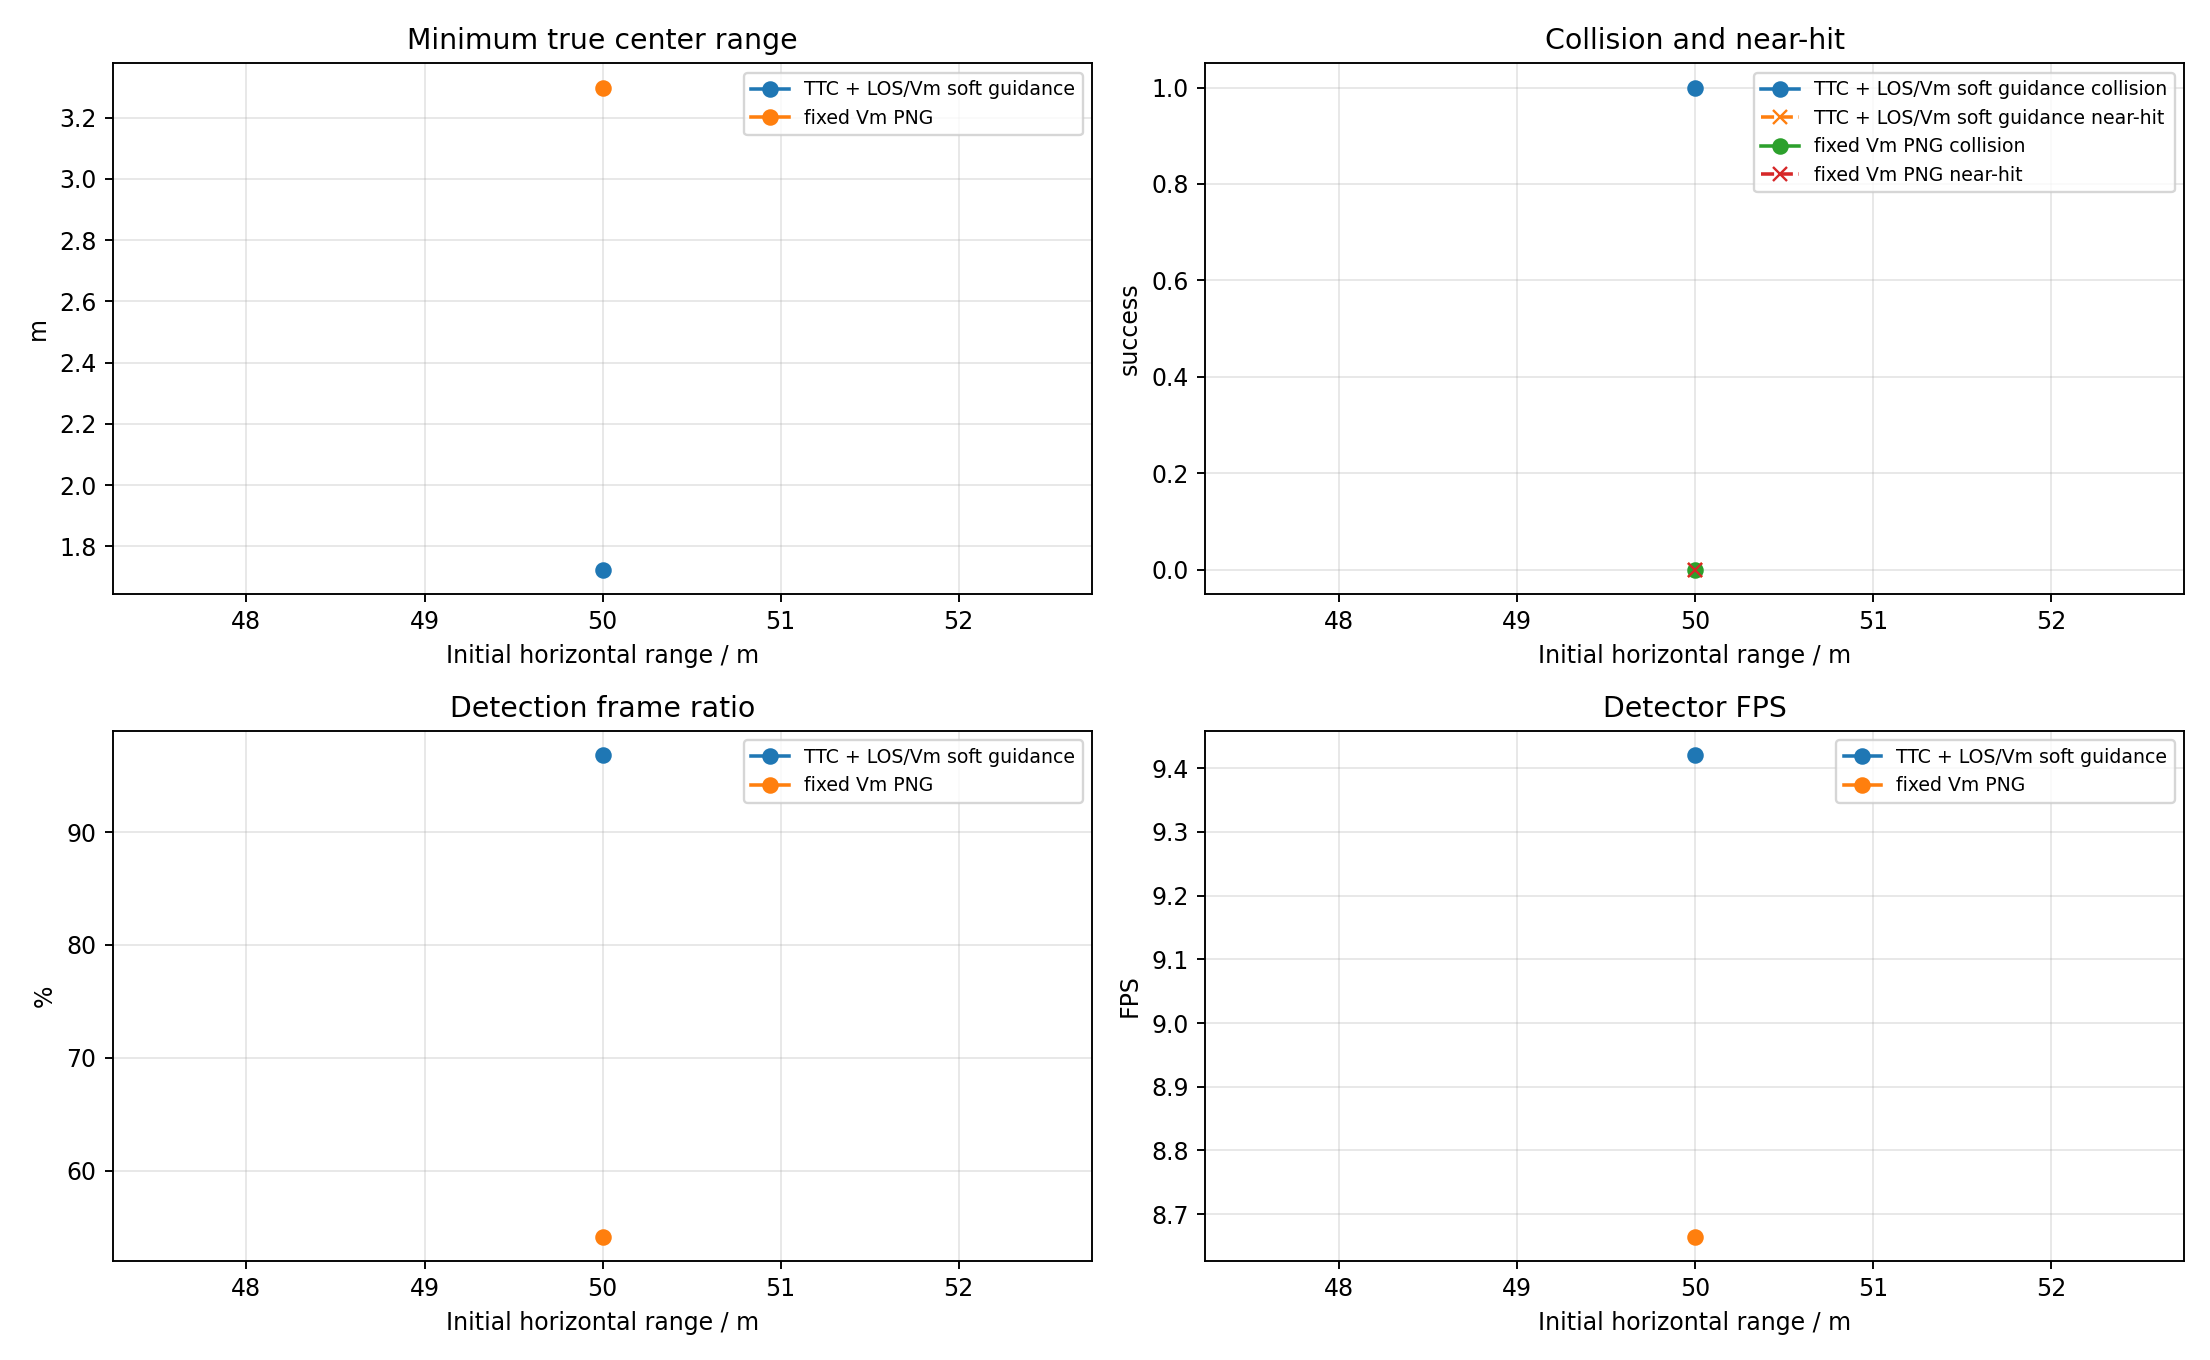 Minimum true center range
TTC + LOS/Vm soft guidance
fixed Vm PNG
3.2
3.0
2.8
2.6
2.4
2.2
2.0
1.8
m
48 49 50 51 52
Initial horizontal range / m
Collision and near-hit
TTC + LOS/Vm soft guidance collision
TTC + LOS/Vm soft guidance near-hit
fixed Vm PNG collision
fixed Vm PNG near-hit
1.0
0.8
0.6
0.4
0.2
0.0
success
48 49 50 51 52
Initial horizontal range / m
Detection frame ratio
TTC + LOS/Vm soft guidance
fixed Vm PNG
90
80
70
60
%
48 49 50 51 52
Initial horizontal range / m
Detector FPS
TTC + LOS/Vm soft guidance
fixed Vm PNG
9.4
9.3
9.2
9.1
9.0
8.9
8.8
8.7
FPS
48 49 50 51 52
Initial horizontal range / m